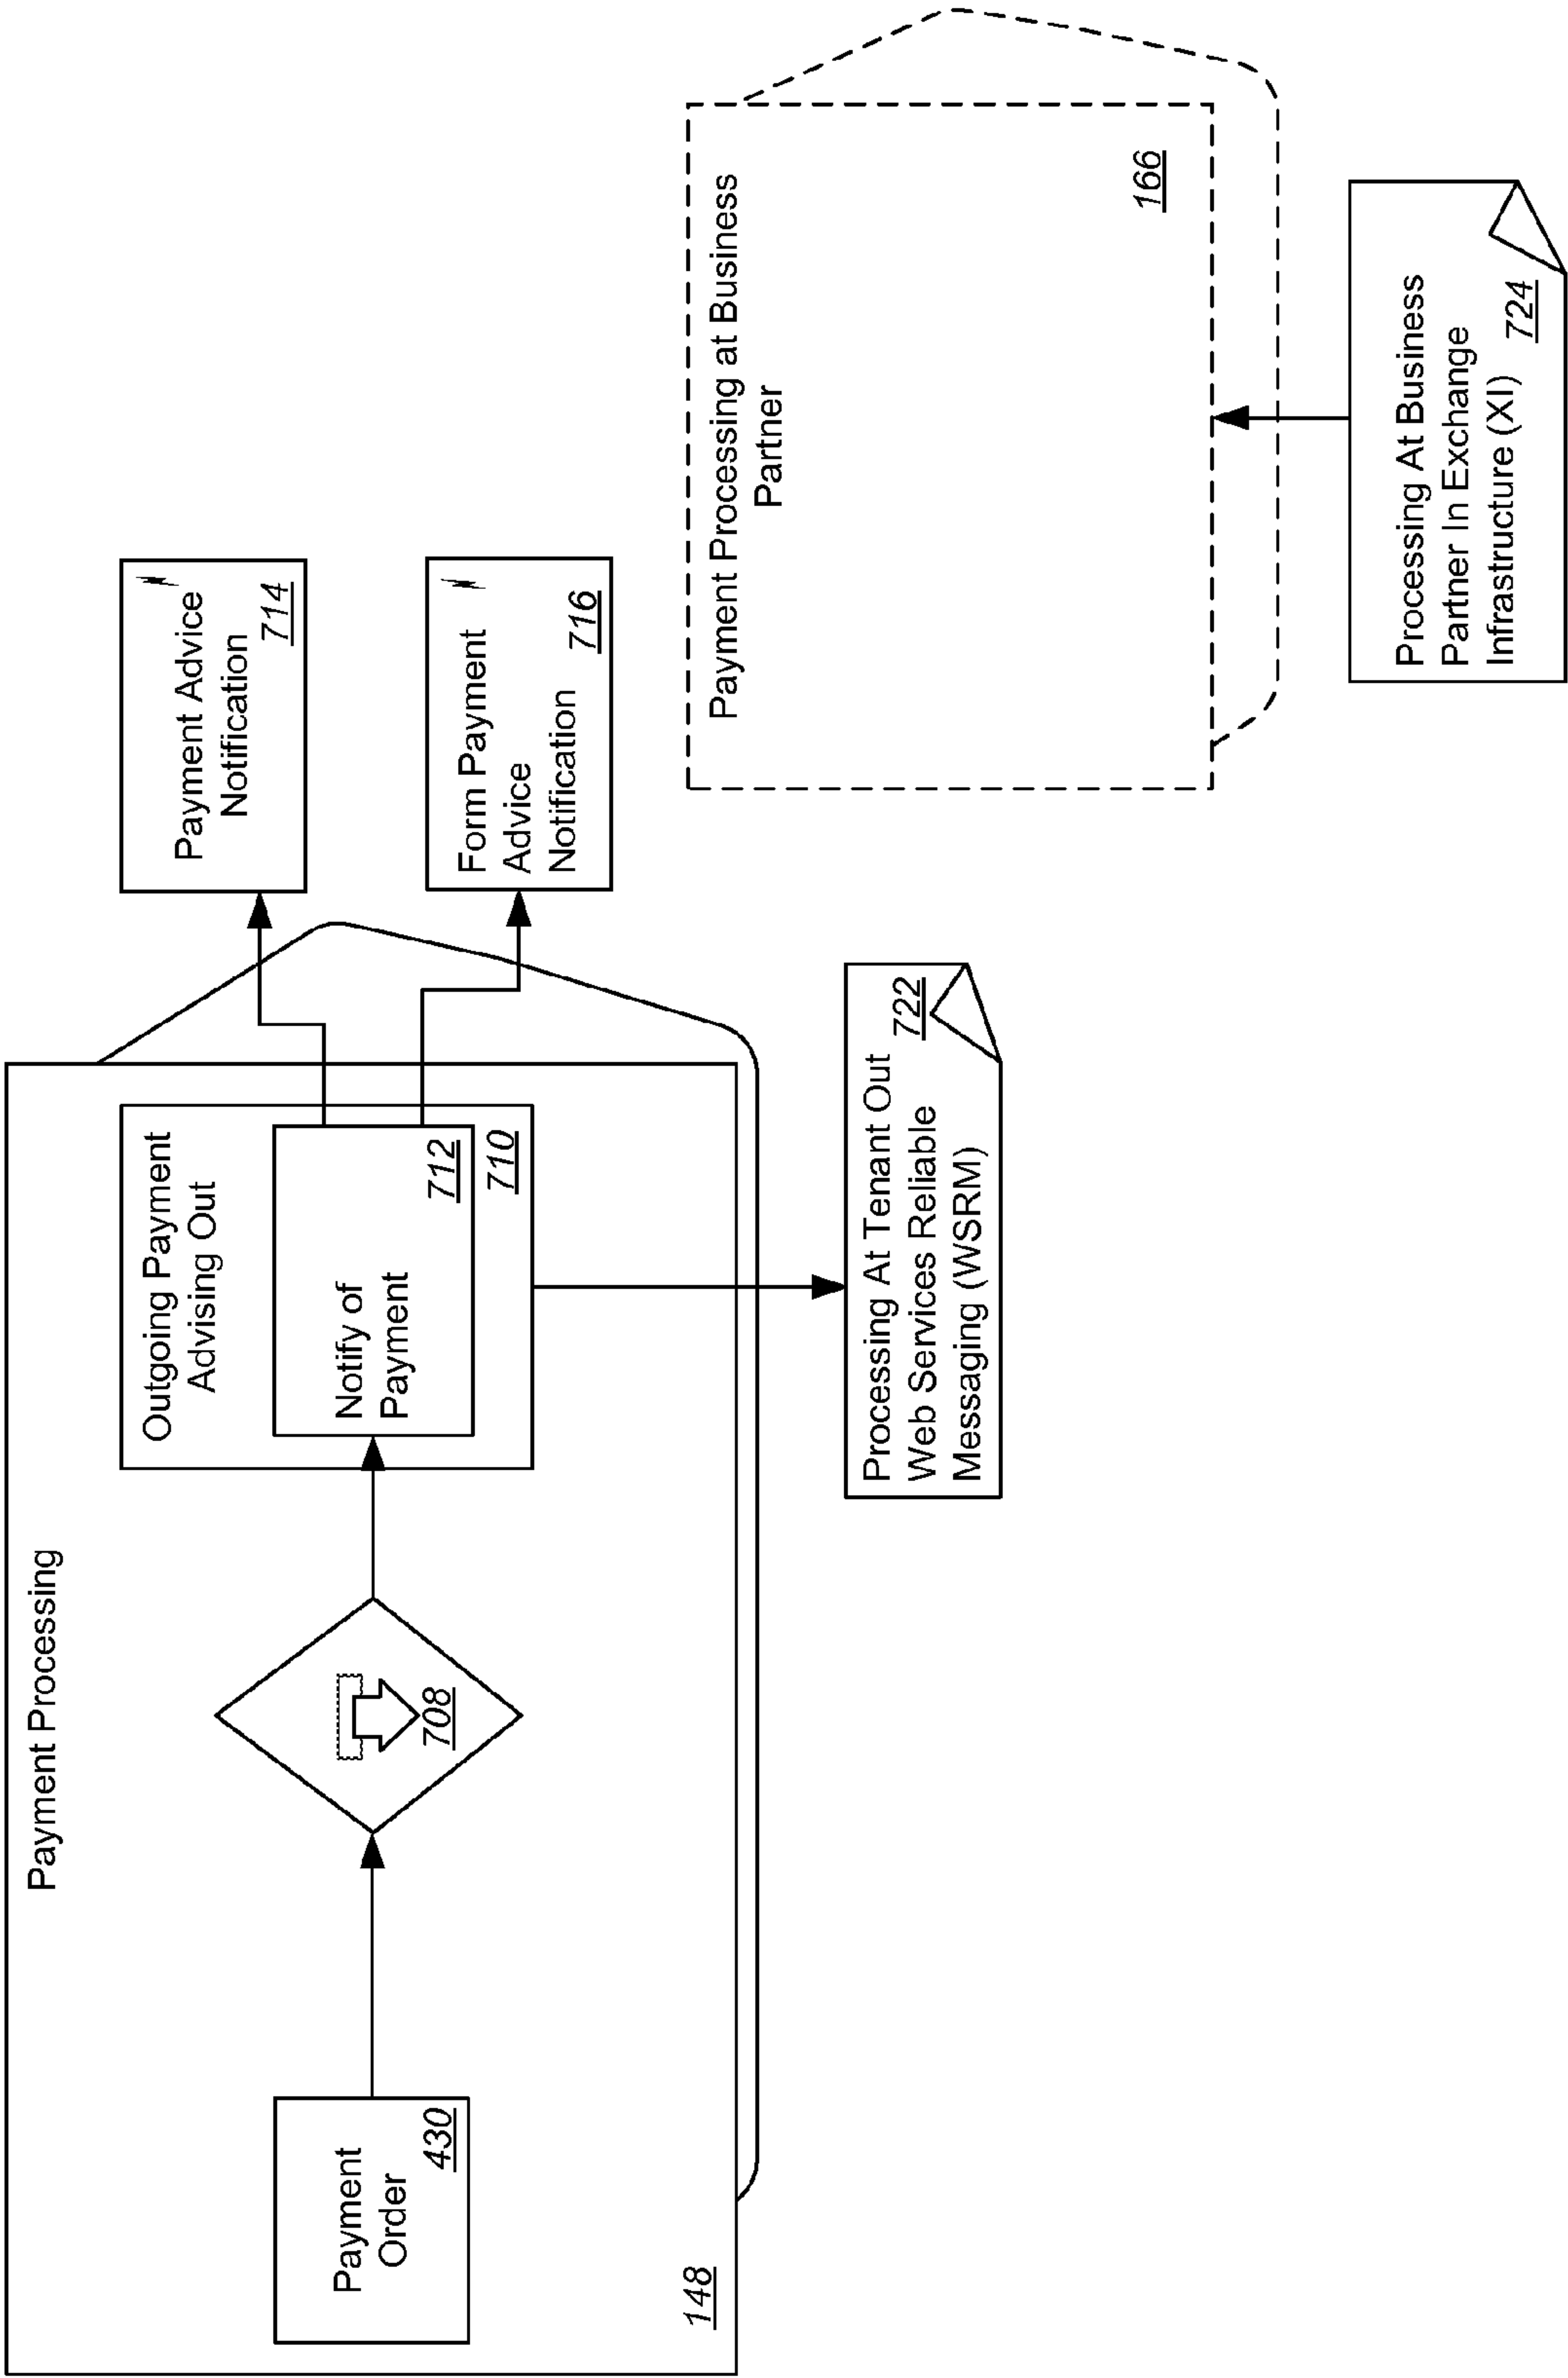 Payment Processing
Payment
Order
430
708
Outgoing Payment
Advising Out
Notify of
Payment
712
710
148
Payment Advice
Notification
714
Form Payment
Advice
Notification
716
Processing At Tenant Out
Web Services Reliable
Messaging (WSRM)
722
Payment Processing at Business
Partner
166
Processing At Business
Partner In Exchange
Infrastructure (XI)
724